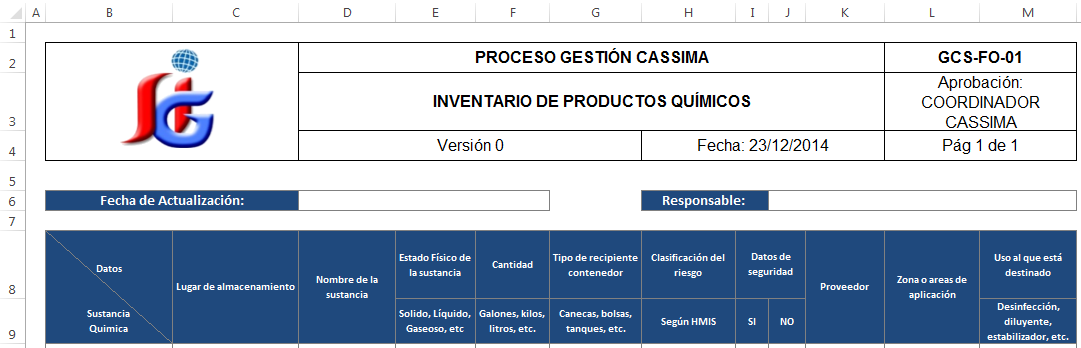 A B C D E F G H I J K L M
1
2
3
4
5
6
7
8
9
SiG
PROCESO GESTIÓN CASSIMA
GCS-FO-01
INVENTARIO DE PRODUCTOS QUÍMICOS
Aprobación:
COORDINADOR
CASSIMA
Versión 0
Fecha: 23/12/2014
Pág 1 de 1
Fecha de Actualización:
Responsable:
Datos
Sustancia
Quimica
Lugar de almacenamiento
Nombre de la
sustancia
Estado Físico de
la sustancia
Solido, Líquido,
Gaseoso, etc
Cantidad
Galones, kilos,
litros, etc.
Tipo de recipiente
contenedor
Canecas, bolsas,
tanques, etc.
Clasificación del
riesgo
Según HMIS
Datos de
seguridad
SI NO
Proveedor
Zona o areas de
aplicación
Uso al que está
destinado
Desinfección,
diluyente,
estabilizador, etc.